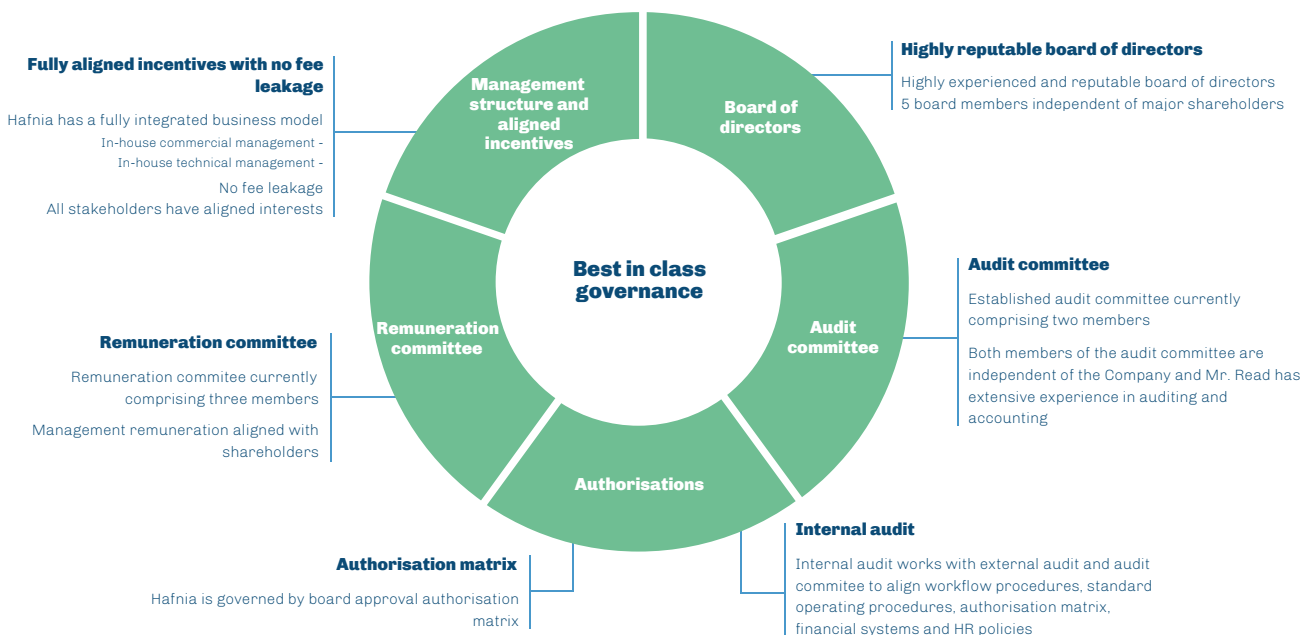 Fully aligned incentives with no fee
leakage
Hafnia has a fully integrated business model
In-house commercial management -
In-house technical management -
No fee leakage
All stakeholders have aligned interests
Management
structure and
aligned
incentives
Board of
directors
Highly reputable board of directors
Highly experienced and reputable board of directors
5 board members independent of major shareholders
Best in class
governance
Audit committee
Established audit committee currently
comprising two members
Both members of the audit committee are
independent of the Company and Mr. Read has
extensive experience in auditing and
accounting
Audit
committee
Remuneration
committee
Remuneration committee
Remuneration commitee currently
comprising three members
Management remuneration aligned with
shareholders
Authorisations
Authorisation matrix
Hafnia is governed by board approval authorisation
matrix
Internal audit
Internal audit works with external audit and audit
commitee to align workflow procedures, standard
operating procedures, authorisation matrix,
financial systems and HR policies